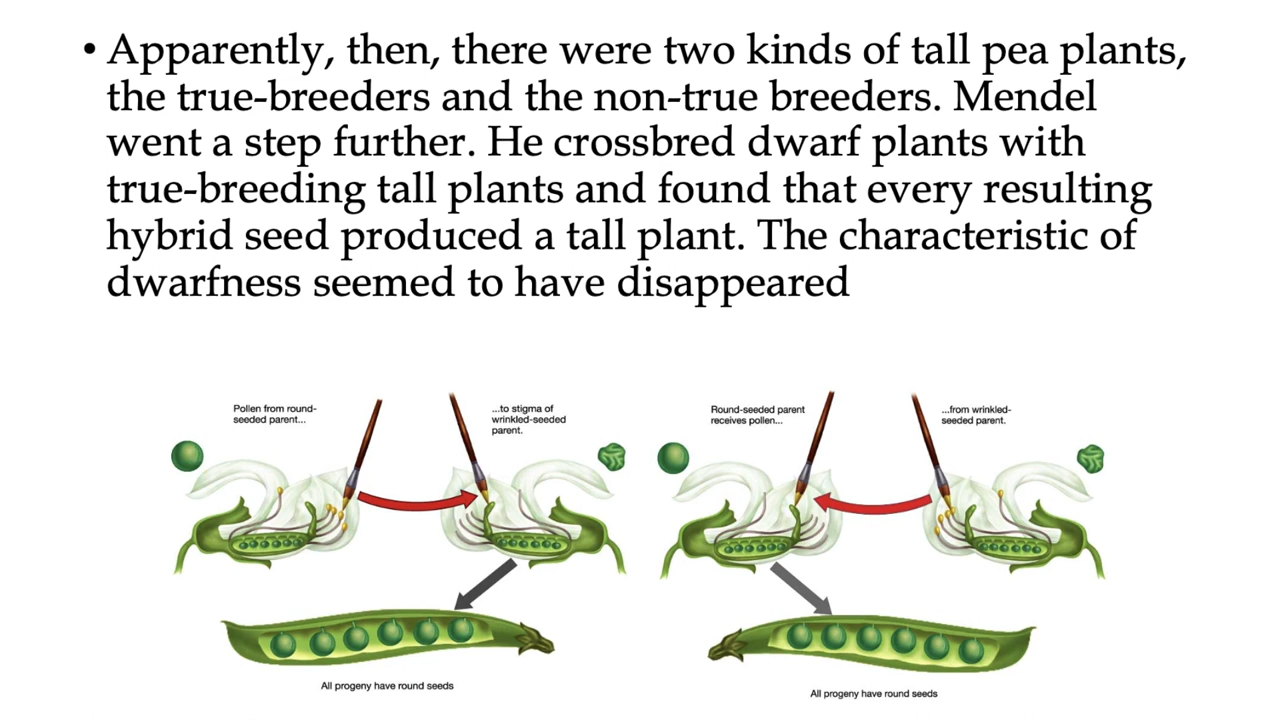 • Apparently, then, there were two kinds of tall pea plants,
the true-breeders and the non-true breeders. Mendel
went a step further. He crossbred dwarf plants with
true-breeding tall plants and found that every resulting
hybrid seed produced a tall plant. The characteristic of
dwarfness seemed to have disappeared
Pollen from round-
seeded parent...
...to stigma of
wrinkled-seeded
parent.
Round-seeded parent
receives pollen...
...from wrinkled-
seeded parent.
All progeny have round seeds
All progeny have round seeds